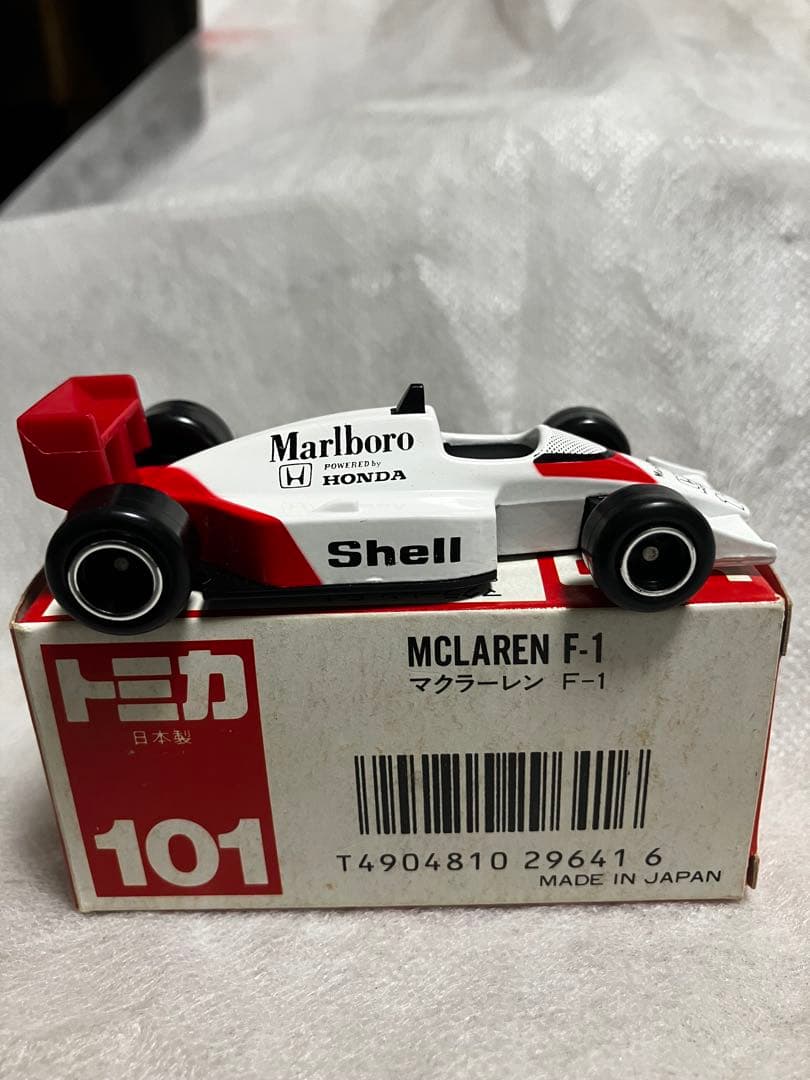 Marlboro
POWERED by
HONDA
Shell
トミカ
日本製
101
MCLAREN F-1
マクラーレン F-1
T4904810 29641 6
MADE IN JAPAN